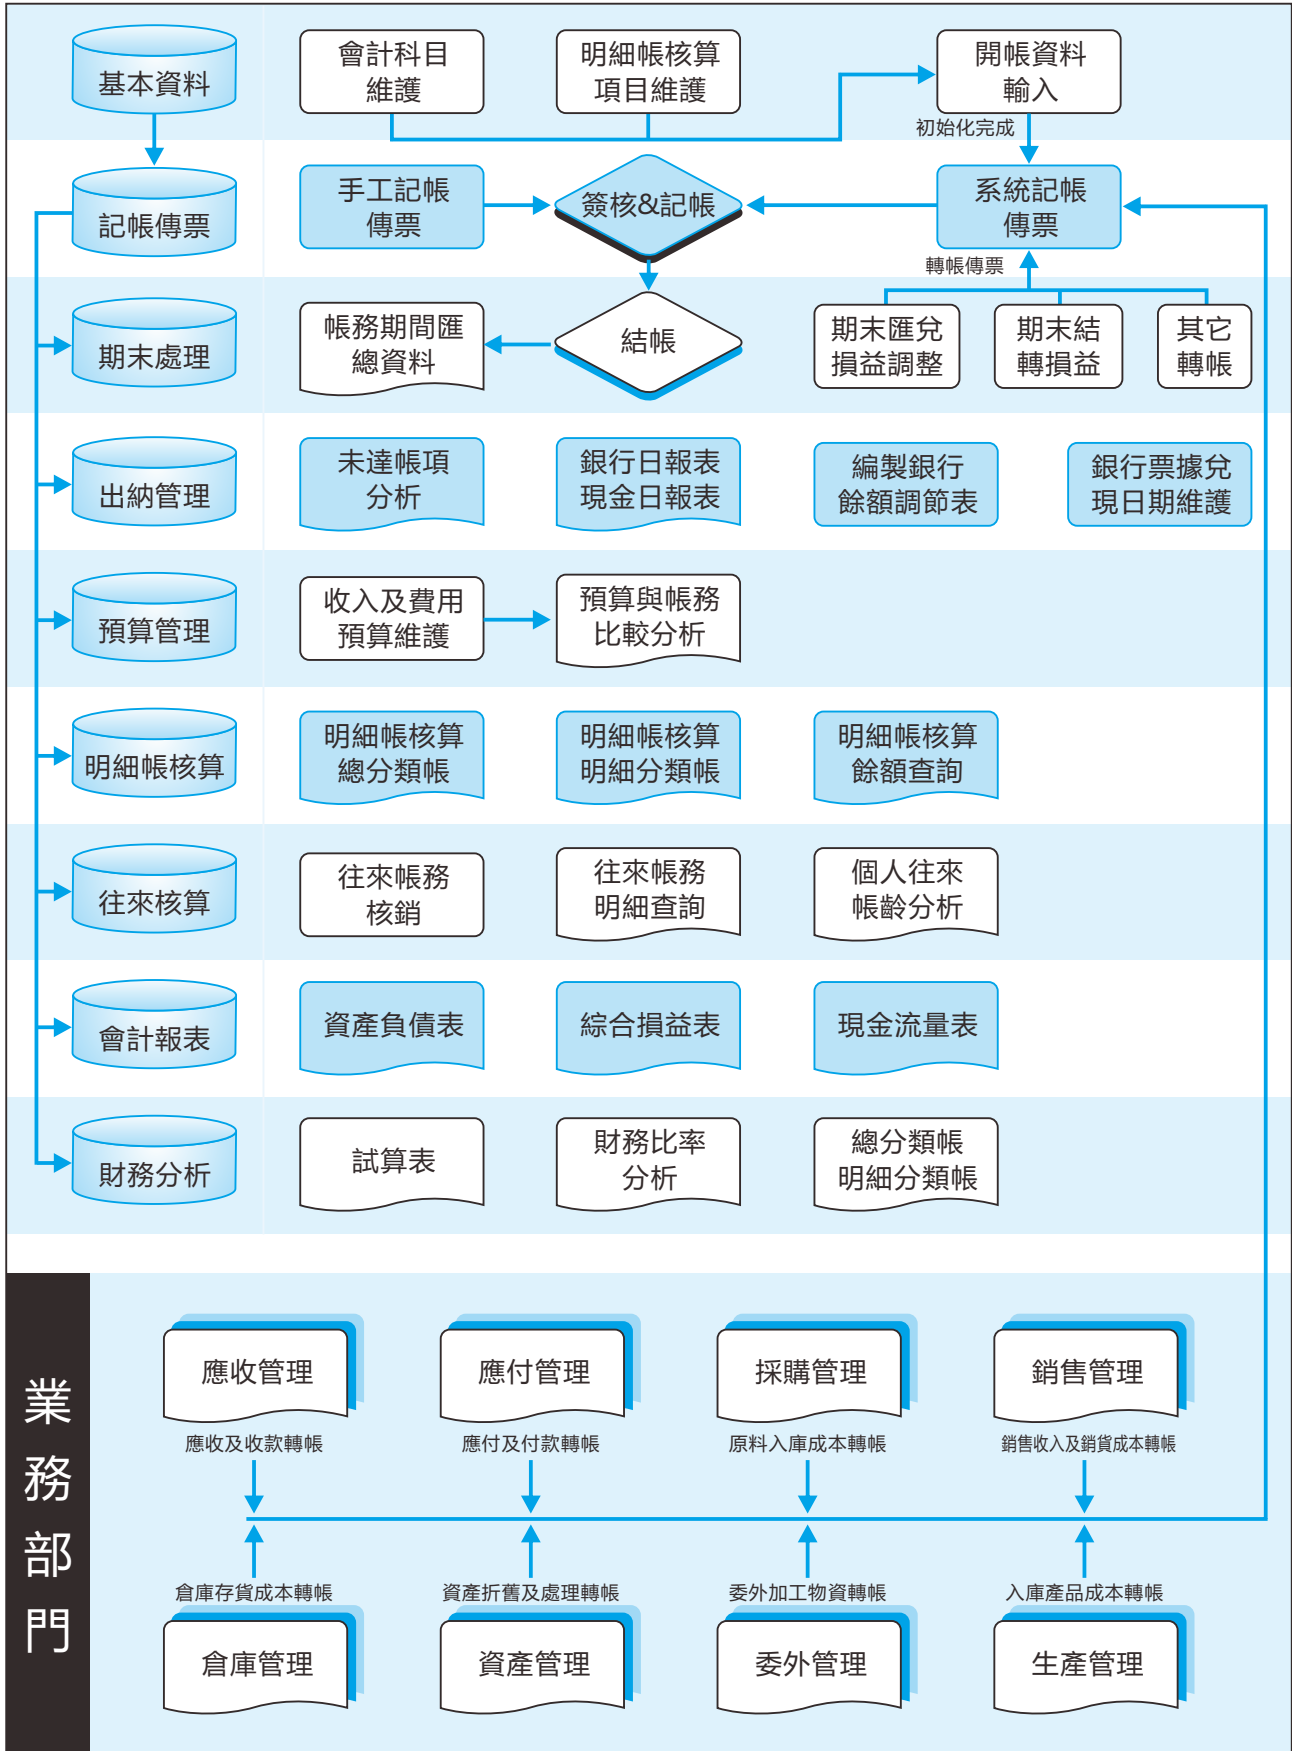 基本資料
會計科目
維護
明細帳核算
項目維護
開帳資料
輸入
初始化完成
記帳傳票
手工記帳
傳票
簽核&記帳
系統記帳
傳票
轉帳傳票
期末處理
帳務期間匯
總資料
結帳
期末匯兌
損益調整
期末結
轉損益
其它
轉帳
出納管理
未達帳項
分析
銀行日報表
現金日報表
編製銀行
餘額調節表
銀行票據兌
現日期維護
預算管理
收入及費用
預算維護
預算與帳務
比較分析
明細帳核算
明細帳核算
總分類帳
明細帳核算
明細分類帳
明細帳核算
餘額查詢
往來核算
往來帳務
核銷
往來帳務
明細查詢
個人往來
帳齡分析
會計報表
資產負債表
綜合損益表
現金流量表
財務分析
試算表
財務比率
分析
總分類帳
明細分類帳
業務部門
應收管理
應付管理
採購管理
銷售管理
應收及收款轉帳
應付及付款轉帳
原料入庫成本轉帳
銷售收入及銷貨成本轉帳
倉庫存貨成本轉帳
資產折舊及處理轉帳
委外加工物資轉帳
入庫產品成本轉帳
倉庫管理
資產管理
委外管理
生產管理